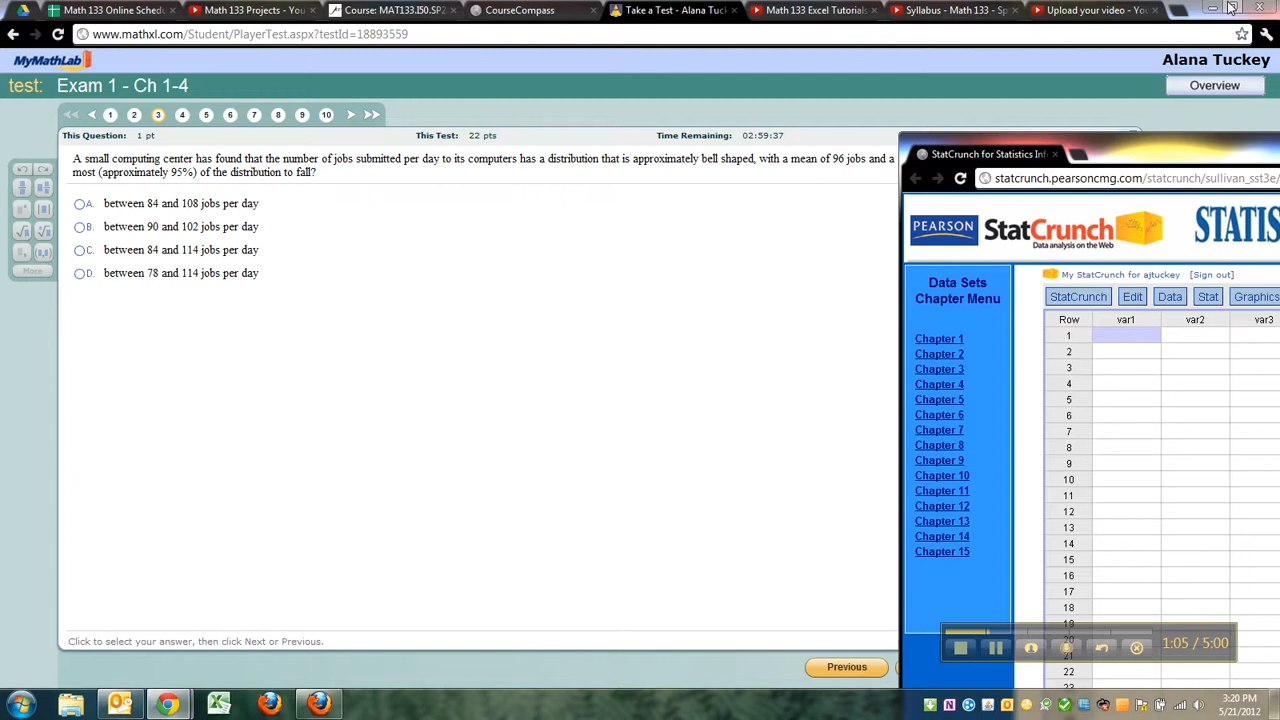 Math 133 Online Schedu
Math 133 Projects - You
Course: MAT133.I50.SP2
CourseCompass
Take a Test - Alana Tuck
Math 133 Excel Tutorials
Syllabus - Math 133 - Sp
Upload your video - You
www.mathxl.com/Student/PlayerTest.aspx?testId=18893559
MyMathLab
Alana Tuckey
test: Exam 1 - Ch 1-4
Overview
1 2 3 4 5 6 7 8 9 10
This Question: 1 pt
This Test: 22 pts
Time Remaining: 02:59:37
A small computing center has found that the number of jobs submitted per day to its computers has a distribution that is approximately bell shaped, with a mean of 96 jobs and a
most (approximately 95%) of the distribution to fall?
A. between 84 and 108 jobs per day
B. between 90 and 102 jobs per day
C. between 84 and 114 jobs per day
D. between 78 and 114 jobs per day
More
Click to select your answer, then click Next or Previous.
Previous
StatCrunch for Statistics Inf
statcrunch.pearsoncmg.com/statcrunch/sullivan_sst3e/
PEARSON StatCrunch
Data analysis on the Web
STATIS
Data Sets
Chapter Menu
Chapter 1
Chapter 2
Chapter 3
Chapter 4
Chapter 5
Chapter 6
Chapter 7
Chapter 8
Chapter 9
Chapter 10
Chapter 11
Chapter 12
Chapter 13
Chapter 14
Chapter 15
My StatCrunch for ajtuckey [Sign out]
StatCrunch Edit Data Stat Graphics
Row var1 var2 var3
1
2
3
4
5
6
7
8
9
10
11
12
13
14
15
16
17
18
19
20
21
22
23
1:05 / 5:00
3:20 PM
5/21/2012